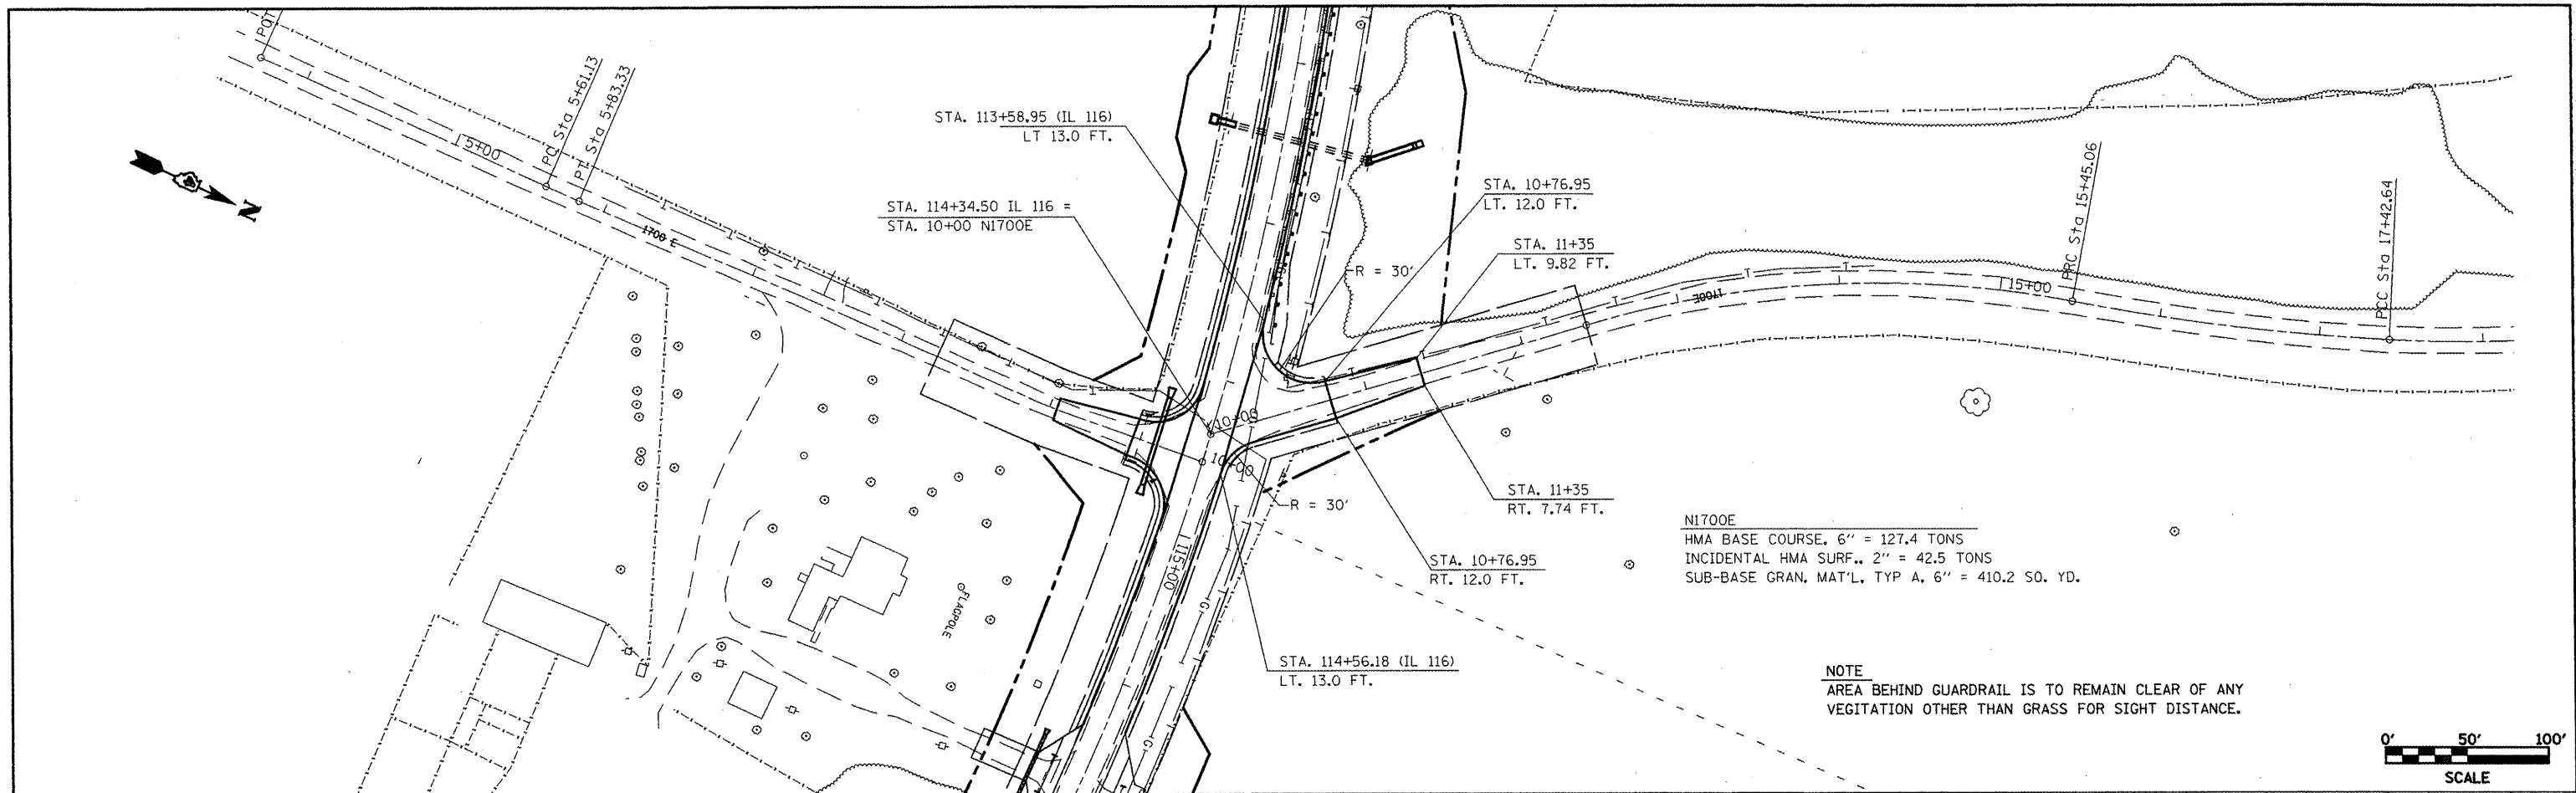 POT
PC Sta 5+61.13
PT Sta 5+83.33
5+00
1700 E
N
STA. 113+58.95 (IL 116)
LT 13.0 FT.
STA. 114+34.50 IL 116 =
STA. 10+00 N1700E
STA. 10+76.95
LT. 12.0 FT.
R = 30'
STA. 11+35
LT. 9.82 FT.
1700E
15+00
PRC Sta 15+45.06
PCC Sta 17+42.64
10+00
10+00
R = 30'
STA. 11+35
RT. 7.74 FT.
STA. 10+76.95
RT. 12.0 FT.
115+00
FLAGPOLE
G
G
STA. 114+56.18 (IL 116)
LT. 13.0 FT.
N1700E
HMA BASE COURSE, 6'' = 127.4 TONS
INCIDENTAL HMA SURF., 2'' = 42.5 TONS
SUB-BASE GRAN. MAT'L, TYP A, 6'' = 410.2 SQ. YD.
NOTE
AREA BEHIND GUARDRAIL IS TO REMAIN CLEAR OF ANY
VEGITATION OTHER THAN GRASS FOR SIGHT DISTANCE.
0' 50' 100'
SCALE